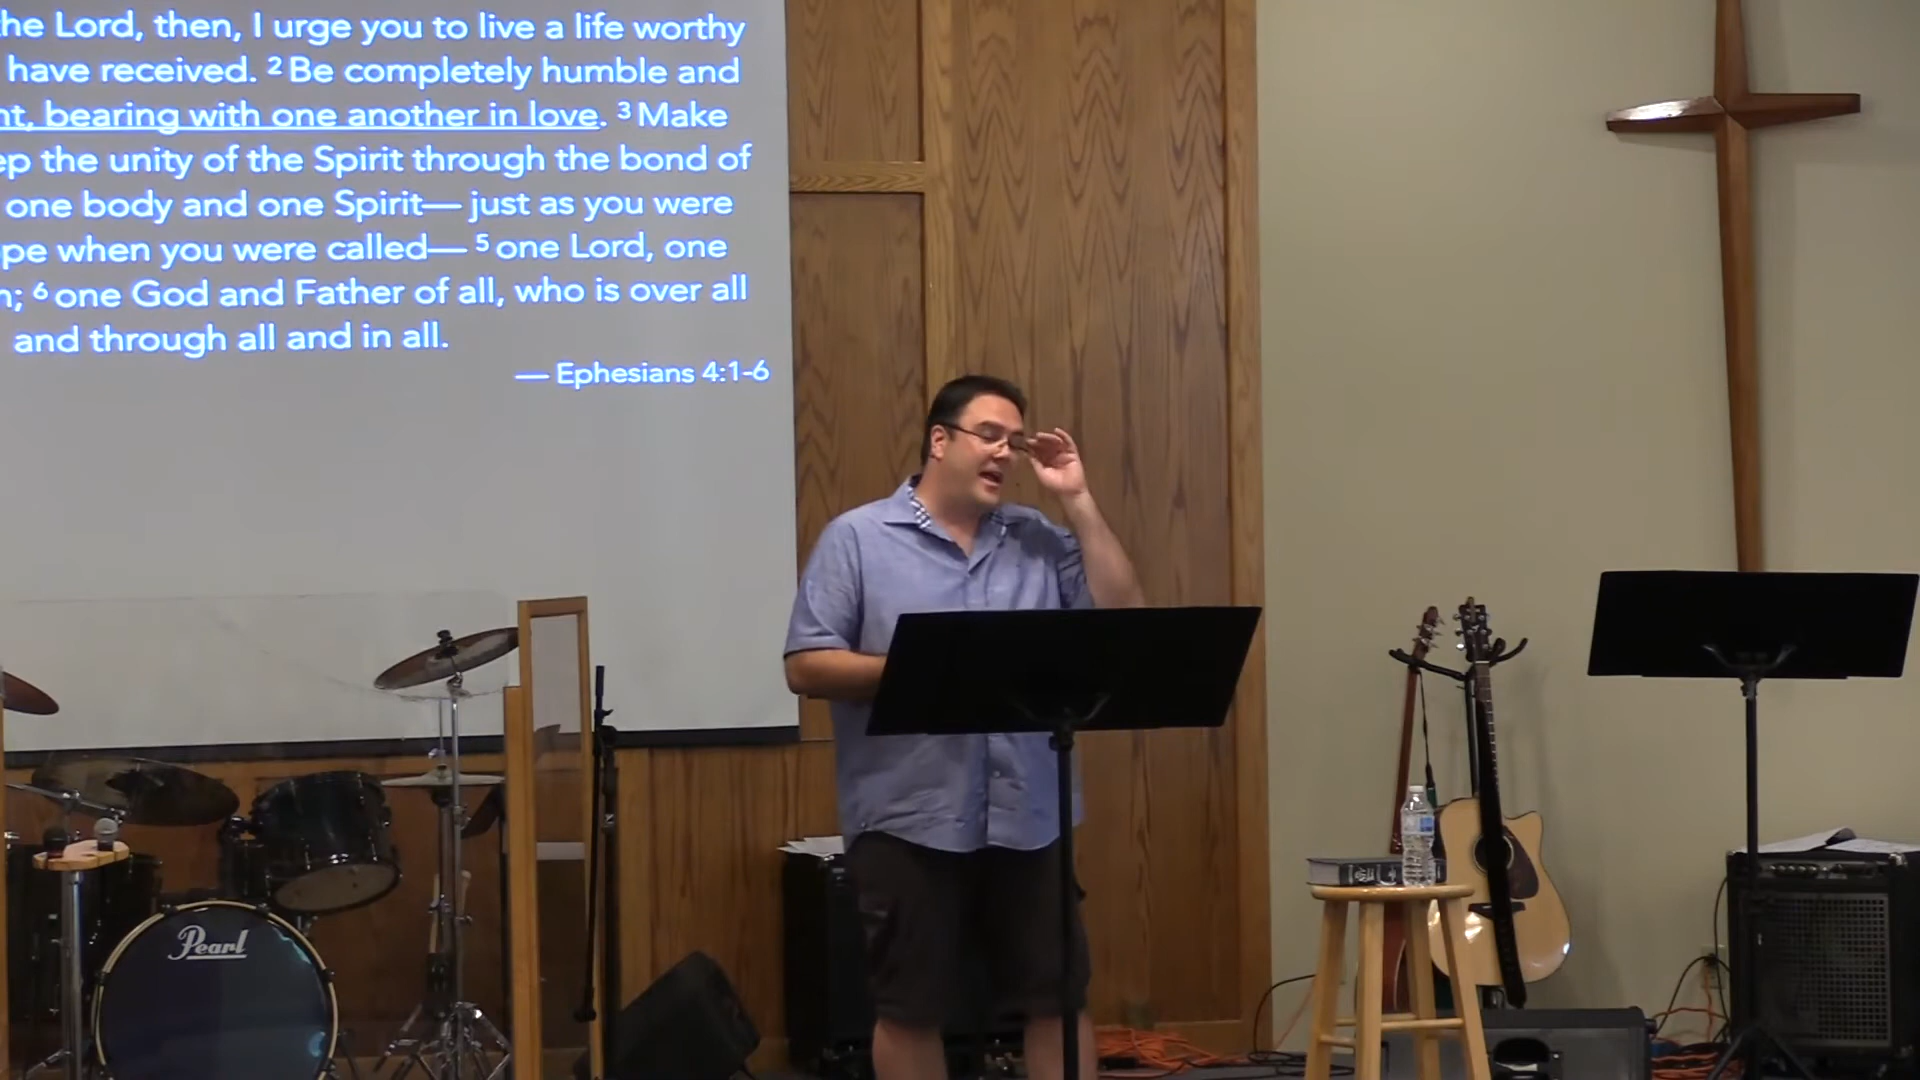 the Lord, then, I urge you to live a life worthy
have received. 2 Be completely humble and
nt, bearing with one another in love. 3 Make
ep the unity of the Spirit through the bond of
one body and one Spirit— just as you were
pe when you were called— 5 one Lord, one
; 6 one God and Father of all, who is over all
and through all and in all.
— Ephesians 4:1-6
Pearl